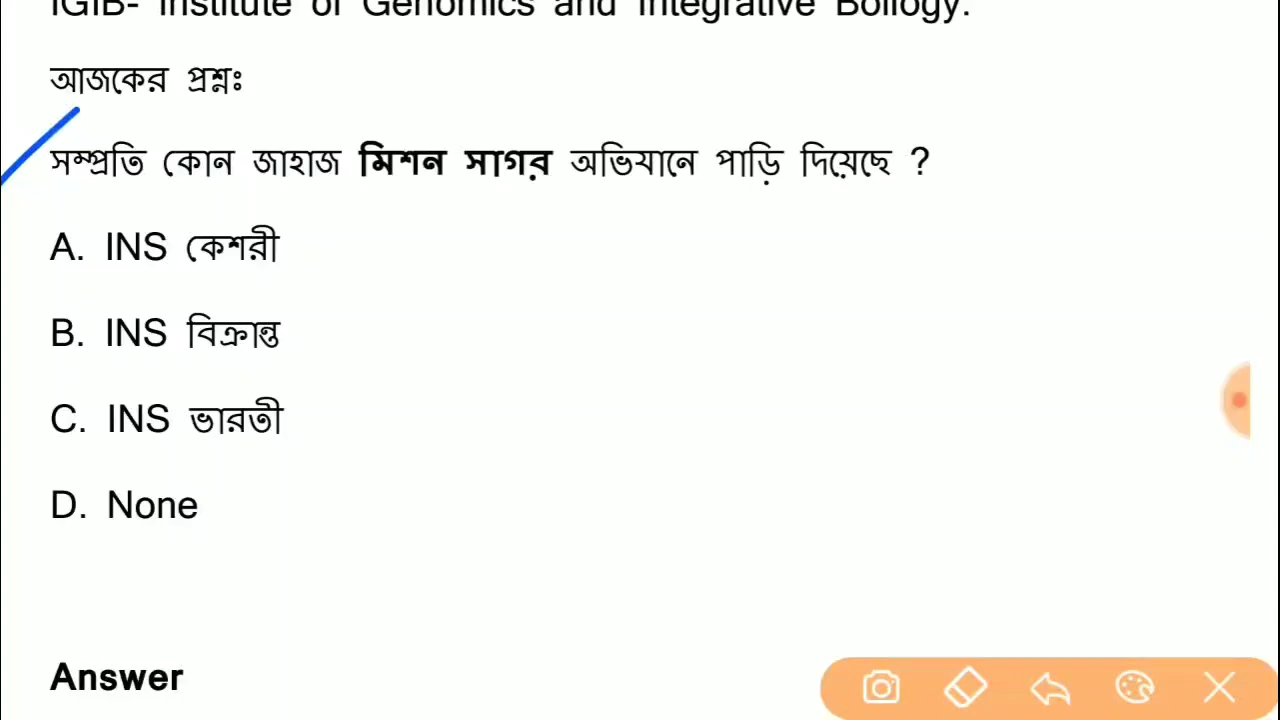 IGIB- Institute of Genomics and Integrative Boilogy.
আজকের প্রশ্নঃ
সম্প্রতি কোন জাহাজ মিশন সাগর অভিযানে পাড়ি দিয়েছে ?
A. INS কেশরী
B. INS বিক্রান্ত
C. INS ভারতী
D. None
Answer